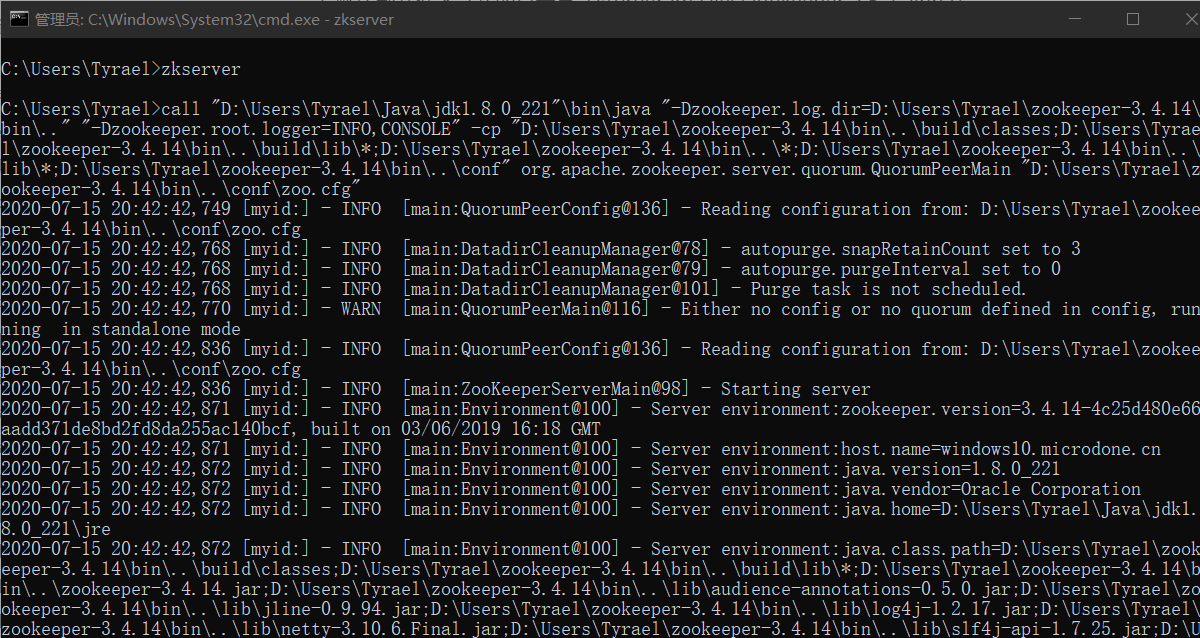 管理员: C:\Windows\System32\cmd.exe - zkserver
C:\Users\Tyrael>zkserver
C:\Users\Tyrael>call "D:\Users\Tyrael\Java\jdk1.8.0_221"\bin\java "-Dzookeeper.log.dir=D:\Users\Tyrael\zookeeper-3.4.14\
bin\.." "-Dzookeeper.root.logger=INFO,CONSOLE" -cp "D:\Users\Tyrael\zookeeper-3.4.14\bin\..\build\classes;D:\Users\Tyrae
l\zookeeper-3.4.14\bin\..\build\lib\*;D:\Users\Tyrael\zookeeper-3.4.14\bin\..\*;D:\Users\Tyrael\zookeeper-3.4.14\bin\..\
lib\*;D:\Users\Tyrael\zookeeper-3.4.14\bin\..\conf" org.apache.zookeeper.server.quorum.QuorumPeerMain "D:\Users\Tyrael\z
ookeeper-3.4.14\bin\..\conf\zoo.cfg"
2020-07-15 20:42:42,749 [myid:] - INFO  [main:QuorumPeerConfig@136] - Reading configuration from: D:\Users\Tyrael\zookee
per-3.4.14\bin\..\conf\zoo.cfg
2020-07-15 20:42:42,768 [myid:] - INFO  [main:DatadirCleanupManager@78] - autopurge.snapRetainCount set to 3
2020-07-15 20:42:42,768 [myid:] - INFO  [main:DatadirCleanupManager@79] - autopurge.purgeInterval set to 0
2020-07-15 20:42:42,768 [myid:] - INFO  [main:DatadirCleanupManager@101] - Purge task is not scheduled.
2020-07-15 20:42:42,770 [myid:] - WARN  [main:QuorumPeerMain@116] - Either no config or no quorum defined in config, run
ning  in standalone mode
2020-07-15 20:42:42,836 [myid:] - INFO  [main:QuorumPeerConfig@136] - Reading configuration from: D:\Users\Tyrael\zookee
per-3.4.14\bin\..\conf\zoo.cfg
2020-07-15 20:42:42,836 [myid:] - INFO  [main:ZooKeeperServerMain@98] - Starting server
2020-07-15 20:42:42,871 [myid:] - INFO  [main:Environment@100] - Server environment:zookeeper.version=3.4.14-4c25d480e66
aadd371de8bd2fd8da255ac140bcf, built on 03/06/2019 16:18 GMT
2020-07-15 20:42:42,871 [myid:] - INFO  [main:Environment@100] - Server environment:host.name=windows10.microdone.cn
2020-07-15 20:42:42,872 [myid:] - INFO  [main:Environment@100] - Server environment:java.version=1.8.0_221
2020-07-15 20:42:42,872 [myid:] - INFO  [main:Environment@100] - Server environment:java.vendor=Oracle Corporation
2020-07-15 20:42:42,872 [myid:] - INFO  [main:Environment@100] - Server environment:java.home=D:\Users\Tyrael\Java\jdk1.
8.0_221\jre
2020-07-15 20:42:42,872 [myid:] - INFO  [main:Environment@100] - Server environment:java.class.path=D:\Users\Tyrael\zook
eeper-3.4.14\bin\..\build\classes;D:\Users\Tyrael\zookeeper-3.4.14\bin\..\build\lib\*;D:\Users\Tyrael\zookeeper-3.4.14\b
in\..\zookeeper-3.4.14.jar;D:\Users\Tyrael\zookeeper-3.4.14\bin\..\lib\audience-annotations-0.5.0.jar;D:\Users\Tyrael\zo
okeeper-3.4.14\bin\..\lib\jline-0.9.94.jar;D:\Users\Tyrael\zookeeper-3.4.14\bin\..\lib\log4j-1.2.17.jar;D:\Users\Tyrael\
zookeeper-3.4.14\bin\..\lib\netty-3.10.6.Final.jar;D:\Users\Tyrael\zookeeper-3.4.14\bin\..\lib\slf4j-api-1.7.25.jar;D:\U